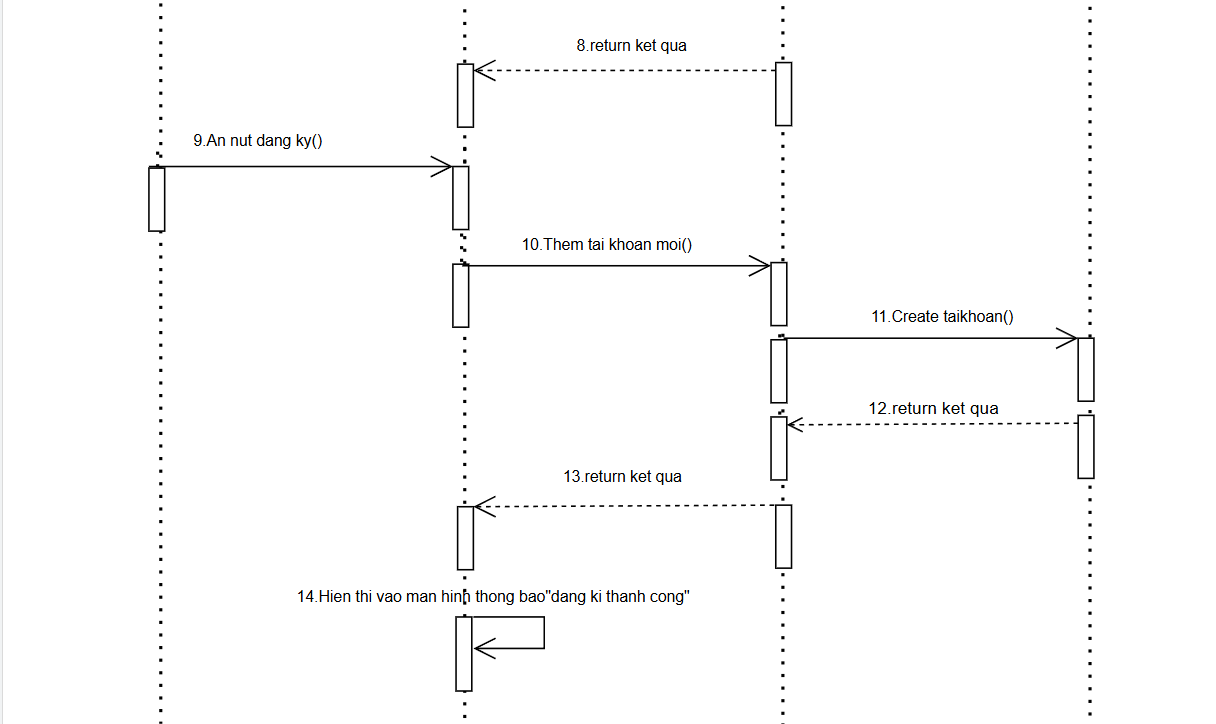 8.return ket qua
9.An nut dang ky()
10.Them tai khoan moi()
11.Create taikhoan()
12.return ket qua
13.return ket qua
14.Hien thi vao man hinh thong bao"dang ki thanh cong"